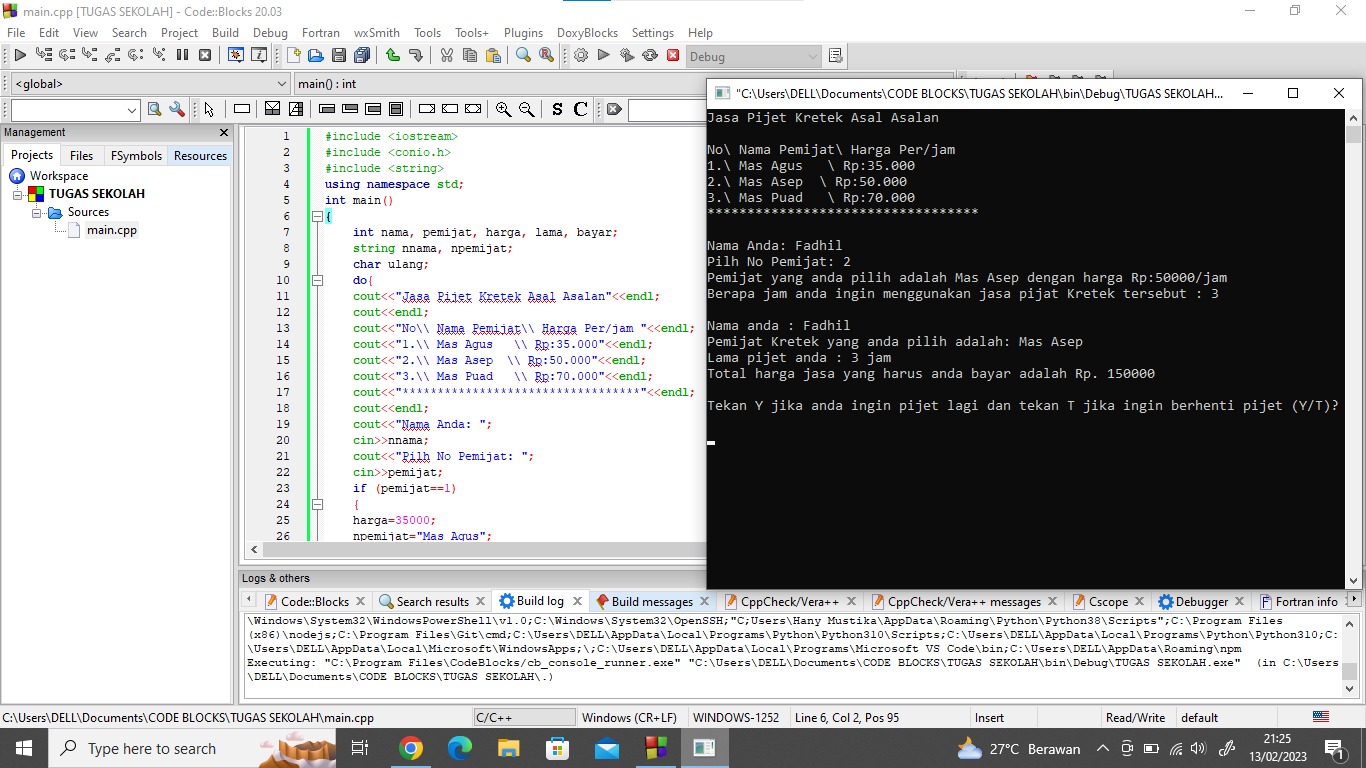 main.cpp [TUGAS SEKOLAH] - Code::Blocks 20.03
File Edit View Search Project Build Debug Fortran wxSmith Tools Tools+ Plugins DoxyBlocks Settings Help
Debug
<global>
main() : int
S C
Management
Projects Files FSymbols Resources
Workspace
TUGAS SEKOLAH
Sources
main.cpp
1 #include <iostream>
2 #include <conio.h>
3 #include <string>
4 using namespace std;
5 int main()
6 {
7 int nama, pemijat, harga, lama, bayar;
8 string nnama, npemijat;
9 char ulang;
10 do{
11 cout<<"Jasa Pijet Kretek Asal Asalan"<<endl;
12 cout<<endl;
13 cout<<"No\\ Nama Pemijat\\ Harga Per/jam "<<endl;
14 cout<<"1.\\ Mas Agus   \\ Rp:35.000"<<endl;
15 cout<<"2.\\ Mas Asep  \\ Rp:50.000"<<endl;
16 cout<<"3.\\ Mas Puad   \\ Rp:70.000"<<endl;
17 cout<<"**********************************"<<endl;
18 cout<<endl;
19 cout<<"Nama Anda: ";
20 cin>>nnama;
21 cout<<"Pilh No Pemijat: ";
22 cin>>pemijat;
23 if (pemijat==1)
24 {
25 harga=35000;
26 npemijat="Mas Agus";
"C:\Users\DELL\Documents\CODE BLOCKS\TUGAS SEKOLAH\bin\Debug\TUGAS SEKOLAH...
Jasa Pijet Kretek Asal Asalan
No\ Nama Pemijat\ Harga Per/jam
1.\ Mas Agus   \ Rp:35.000
2.\ Mas Asep  \ Rp:50.000
3.\ Mas Puad   \ Rp:70.000
**********************************
Nama Anda: Fadhil
Pilh No Pemijat: 2
Pemijat yang anda pilih adalah Mas Asep dengan harga Rp:50000/jam
Berapa jam anda ingin menggunakan jasa pijat Kretek tersebut : 3
Nama anda : Fadhil
Pemijat Kretek yang anda pilih adalah: Mas Asep
Lama pijet anda : 3 jam
Total harga jasa yang harus anda bayar adalah Rp. 150000
Tekan Y jika anda ingin pijet lagi dan tekan T jika ingin berhenti pijet (Y/T)?
Logs & others
Code::Blocks Search results Build log Build messages CppCheck/Vera++ CppCheck/Vera++ messages Cscope Debugger Fortran info
\Windows\System32\WindowsPowerShell\v1.0;C:\Windows\System32\OpenSSH;"C;Users\Hany Mustika\AppData\Roaming\Python\Python38\Scripts";C:\Program Files
(x86)\nodejs;C:\Program Files\Git\cmd;C:\Users\DELL\AppData\Local\Programs\Python\Python310\Scripts;C:\Users\DELL\AppData\Local\Programs\Python\Python310;C:
\Users\DELL\AppData\Local\Microsoft\WindowsApps;\;C:\Users\DELL\AppData\Local\Programs\Microsoft VS Code\bin;C:\Users\DELL\AppData\Roaming\npm
Executing: "C:\Program Files\CodeBlocks/cb_console_runner.exe" "C:\Users\DELL\Documents\CODE BLOCKS\TUGAS SEKOLAH\bin\Debug\TUGAS SEKOLAH.exe"  (in C:\Users
\DELL\Documents\CODE BLOCKS\TUGAS SEKOLAH\.)
C:\Users\DELL\Documents\CODE BLOCKS\TUGAS SEKOLAH\main.cpp C/C++ Windows (CR+LF) WINDOWS-1252 Line 6, Col 2, Pos 95 Insert Read/Write default
Type here to search
27°C Berawan
21:25
13/02/2023
1